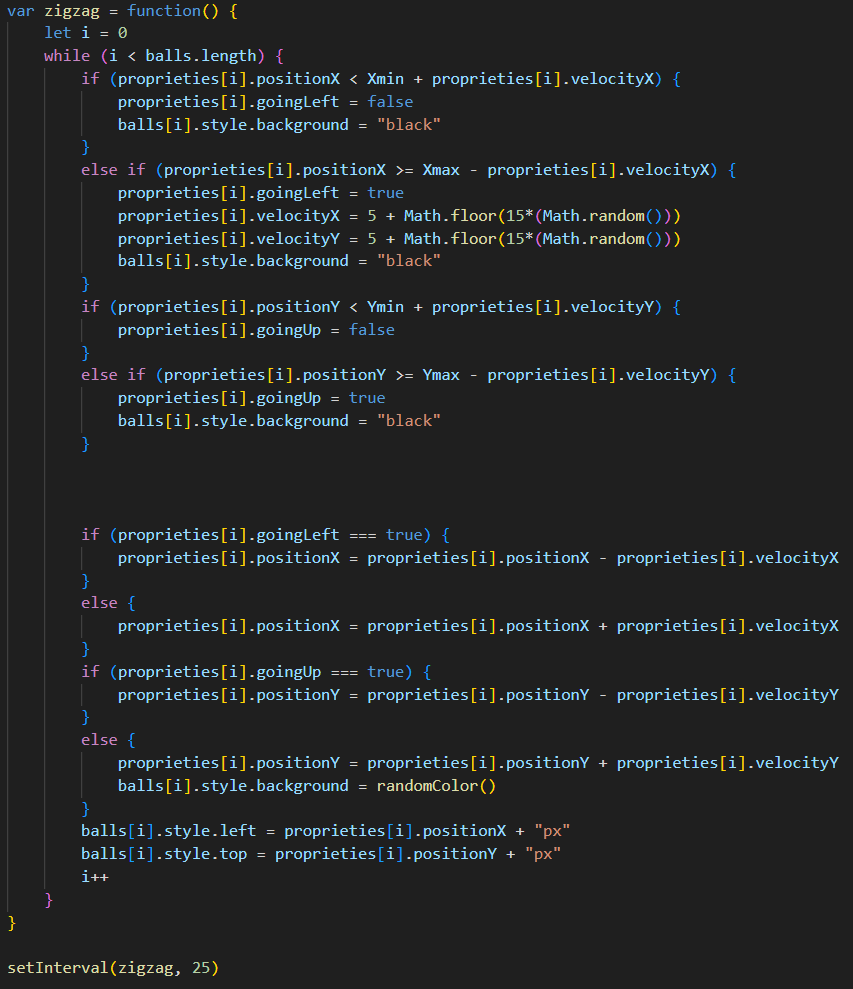 var zigzag = function() {
    let i = 0
    while (i < balls.length) {
        if (proprieties[i].positionX < Xmin + proprieties[i].velocityX) {
            proprieties[i].goingLeft = false
            balls[i].style.background = "black"
        }
        else if (proprieties[i].positionX >= Xmax - proprieties[i].velocityX) {
            proprieties[i].goingLeft = true
            proprieties[i].velocityX = 5 + Math.floor(15*(Math.random()))
            proprieties[i].velocityY = 5 + Math.floor(15*(Math.random()))
            balls[i].style.background = "black"
        }
        if (proprieties[i].positionY < Ymin + proprieties[i].velocityY) {
            proprieties[i].goingUp = false
        }
        else if (proprieties[i].positionY >= Ymax - proprieties[i].velocityY) {
            proprieties[i].goingUp = true
            balls[i].style.background = "black"
        }
        if (proprieties[i].goingLeft === true) {
            proprieties[i].positionX = proprieties[i].positionX - proprieties[i].velocityX
        }
        else {
            proprieties[i].positionX = proprieties[i].positionX + proprieties[i].velocityX
        }
        if (proprieties[i].goingUp === true) {
            proprieties[i].positionY = proprieties[i].positionY - proprieties[i].velocityY
        }
        else {
            proprieties[i].positionY = proprieties[i].positionY + proprieties[i].velocityY
            balls[i].style.background = randomColor()
        }
        balls[i].style.left = proprieties[i].positionX + "px"
        balls[i].style.top = proprieties[i].positionY + "px"
        i++
    }
}
setInterval(zigzag, 25)